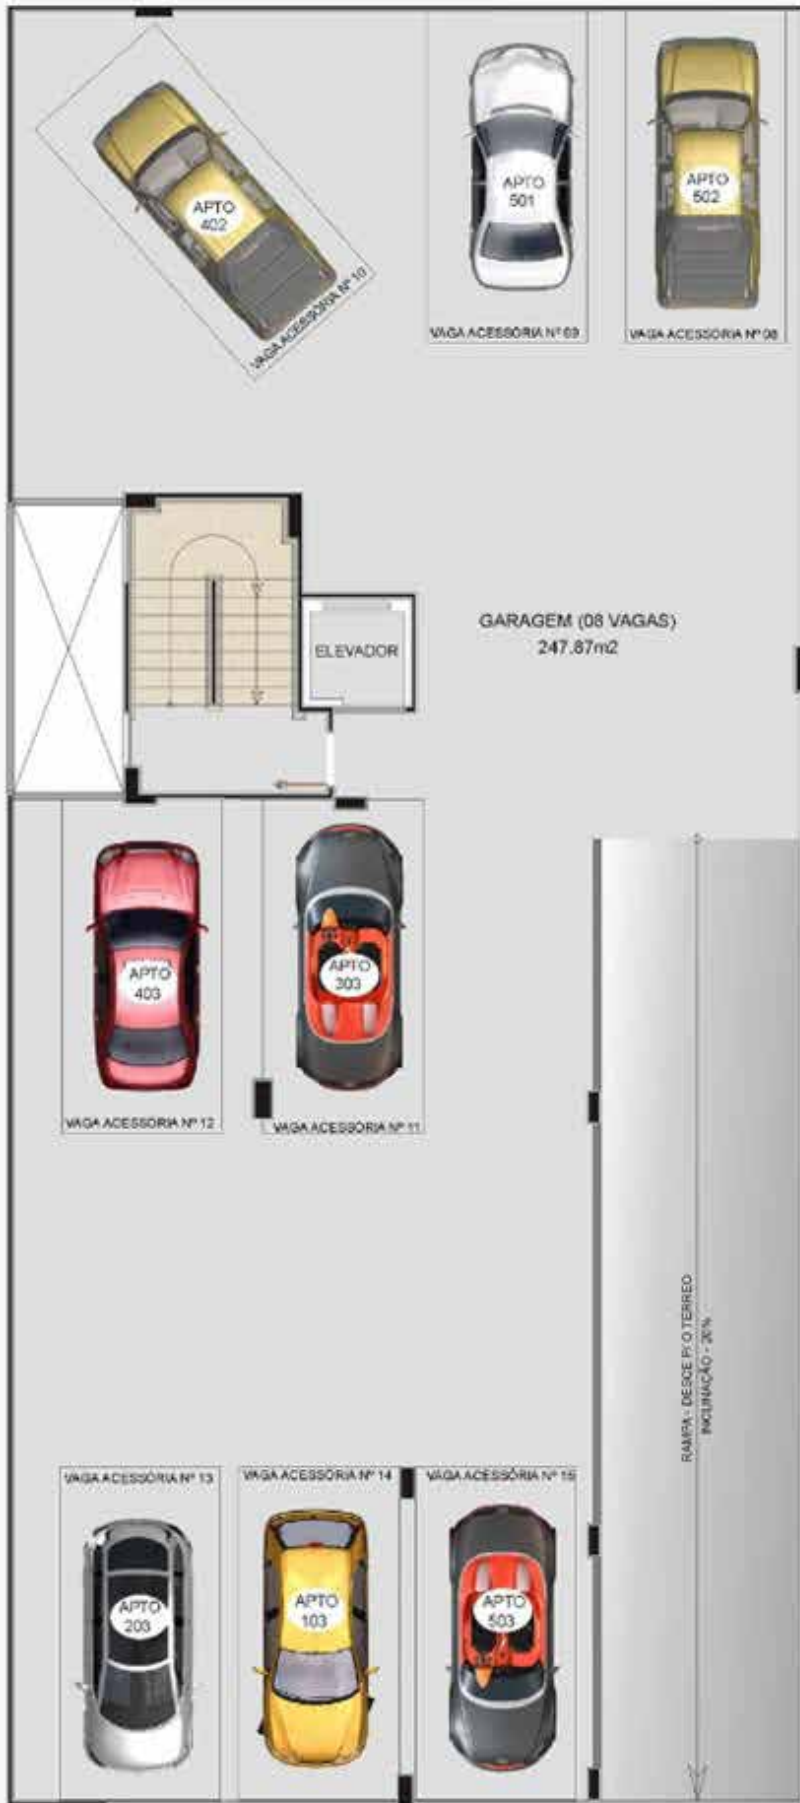 APTO
402
VAGA ACESSÓRIA Nº 10
APTO
501
VAGA ACESSÓRIA Nº 09
APTO
502
VAGA ACESSÓRIA Nº 08
ELEVADOR
GARAGEM (08 VAGAS)
247.87m2
APTO
403
VAGA ACESSÓRIA Nº 12
APTO
303
VAGA ACESSÓRIA Nº 11
RAMPA - DESCE P/ O TERREO
INCLINAÇÃO - 20%
VAGA ACESSÓRIA Nº 13
APTO
203
VAGA ACESSÓRIA Nº 14
APTO
103
VAGA ACESSÓRIA Nº 15
APTO
503